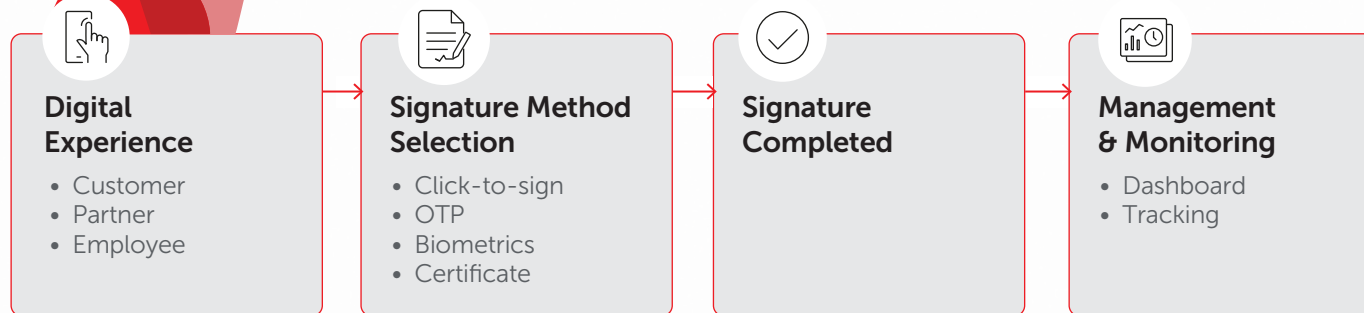 Digital
Experience
• Customer
• Partner
• Employee
Signature Method
Selection
• Click-to-sign
• OTP
• Biometrics
• Certificate
Signature
Completed
Management
& Monitoring
• Dashboard
• Tracking